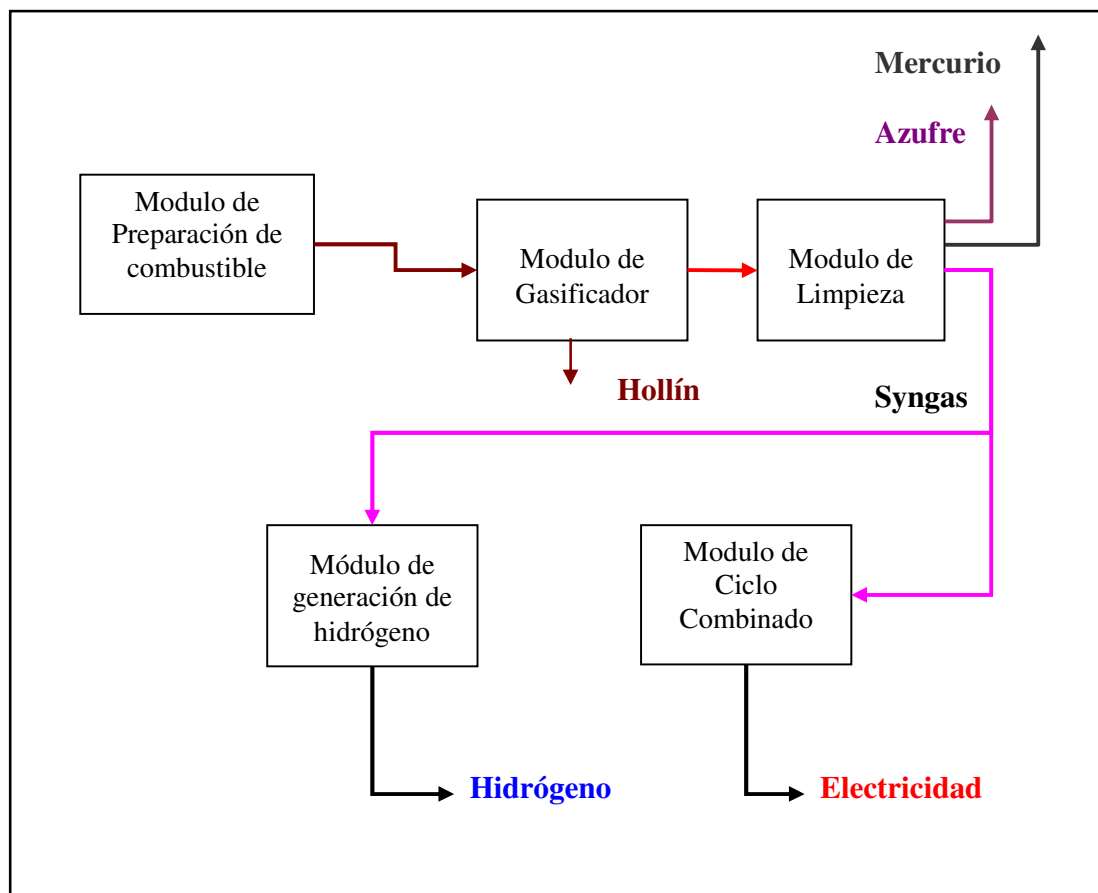 Mercurio
Azufre
Modulo de
Preparación de
combustible
Modulo de
Gasificador
Modulo de
Limpieza
Hollín
Syngas
Módulo de
generación de
hidrógeno
Modulo de
Ciclo
Combinado
Hidrógeno
Electricidad